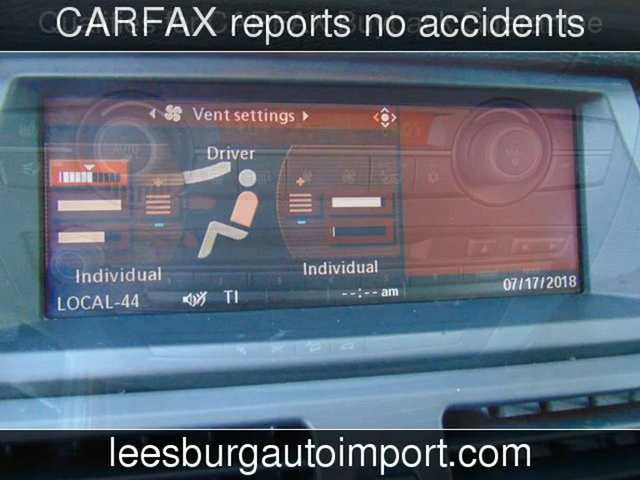 CARFAX reports no accidents
Vent settings
Driver
Individual
Individual
LOCAL-44
TI
--:-- am
07/17/2018
leesburgautoimport.com